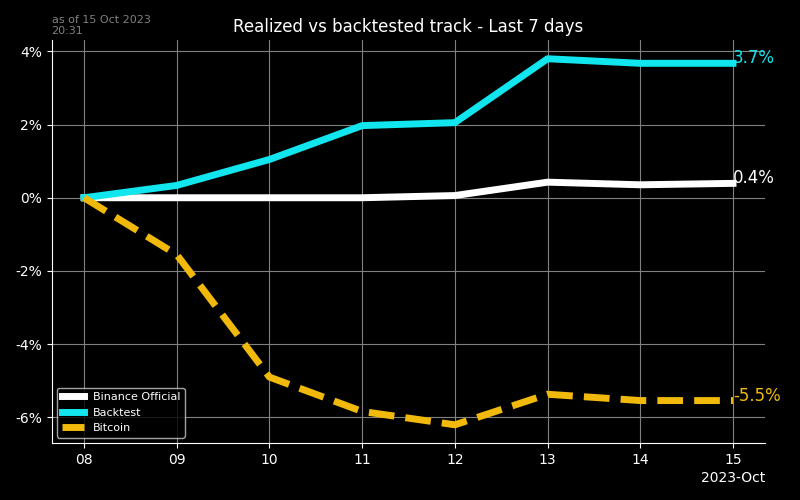 as of 15 Oct 2023
20:31
Realized vs backtested track - Last 7 days
4%
2%
0%
-2%
-4%
-6%
3.7%
0.4%
-5.5%
Binance Official
Backtest
Bitcoin
08 09 10 11 12 13 14 15
2023-Oct